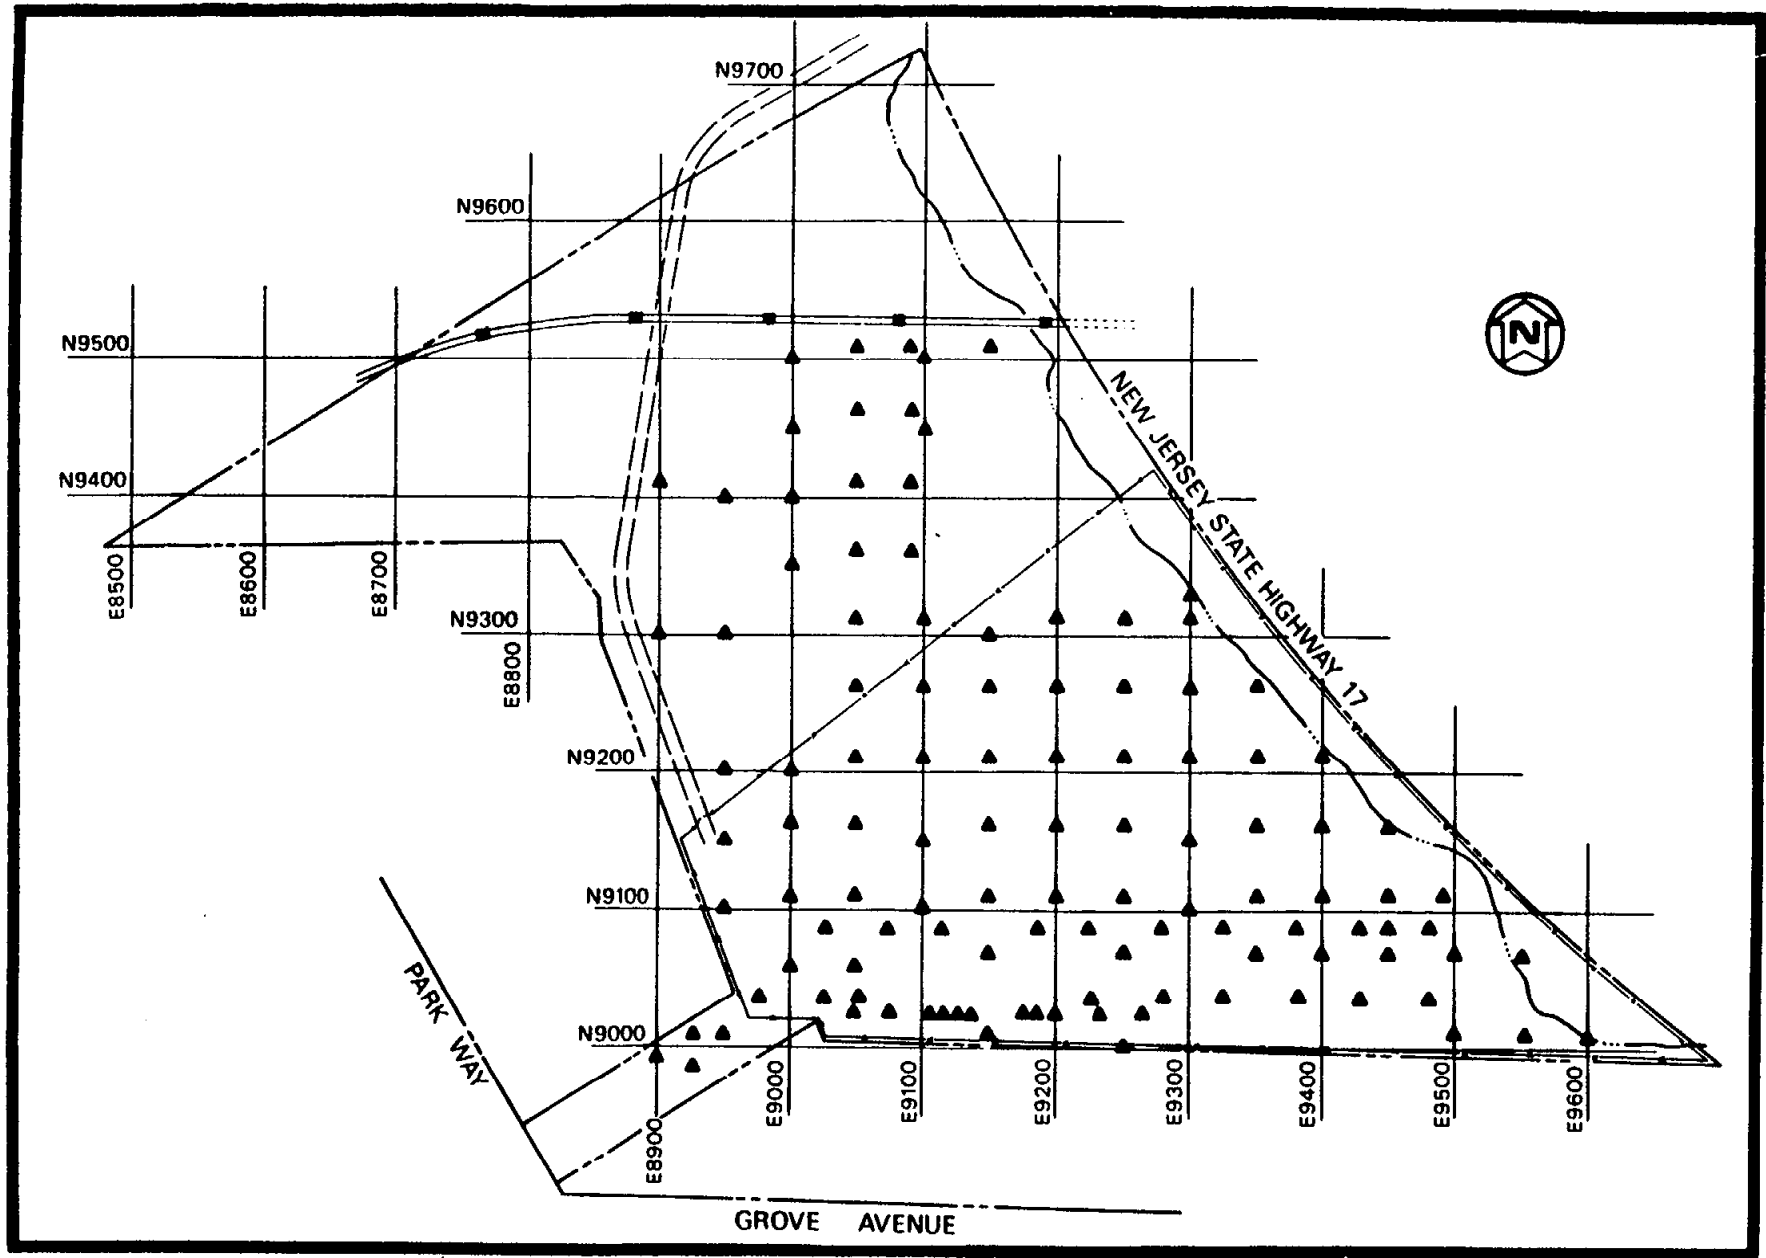 N9700
N9600
N9500
N
NEW JERSEY STATE HIGHWAY 17
N9400
E8500
E8600
E8700
N9300
E8800
N9200
N9100
PARK WAY
N9000
E8900
E9000
E9100
E9200
E9300
E9400
E9500
E9600
GROVE AVENUE